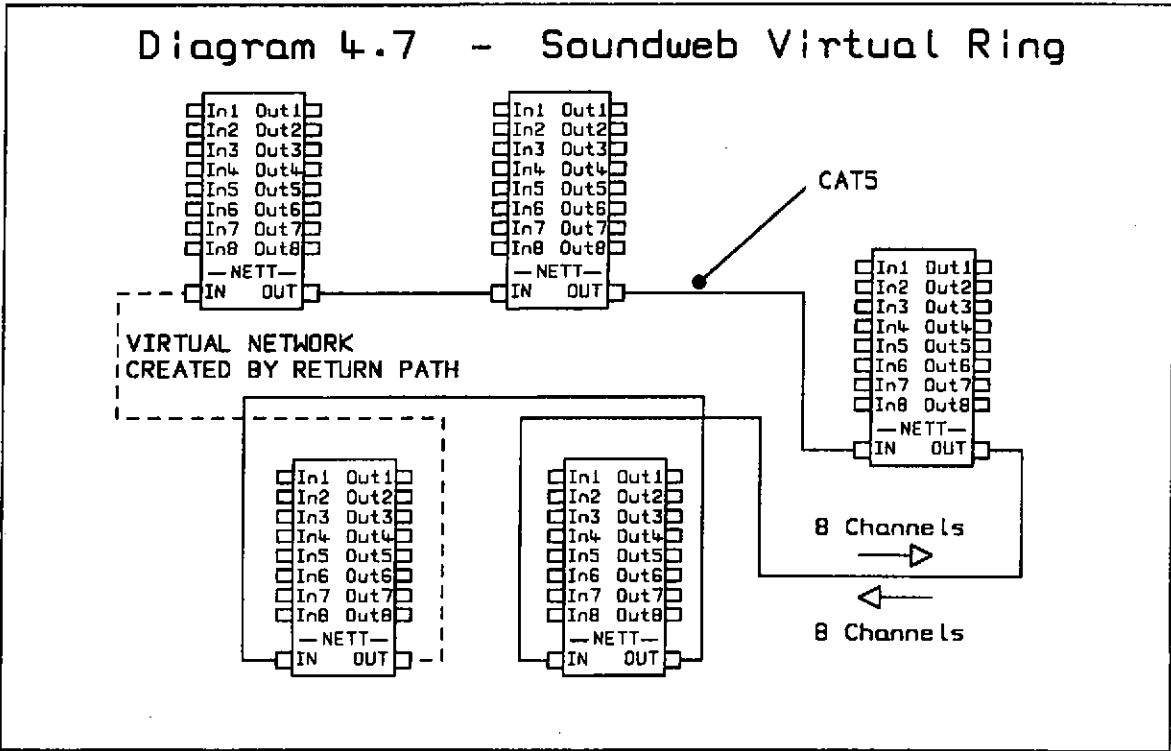 Diagram 4.7 - Soundweb Virtual Ring
In1 Out1
In2 Out2
In3 Out3
In4 Out4
In5 Out5
In6 Out6
In7 Out7
In8 Out8
NETT
IN OUT
In1 Out1
In2 Out2
In3 Out3
In4 Out4
In5 Out5
In6 Out6
In7 Out7
In8 Out8
NETT
IN OUT
CAT5
In1 Out1
In2 Out2
In3 Out3
In4 Out4
In5 Out5
In6 Out6
In7 Out7
In8 Out8
NETT
IN OUT
VIRTUAL NETWORK
CREATED BY RETURN PATH
In1 Out1
In2 Out2
In3 Out3
In4 Out4
In5 Out5
In6 Out6
In7 Out7
In8 Out8
NETT
IN OUT
In1 Out1
In2 Out2
In3 Out3
In4 Out4
In5 Out5
In6 Out6
In7 Out7
In8 Out8
NETT
IN OUT
8 Channels
8 Channels